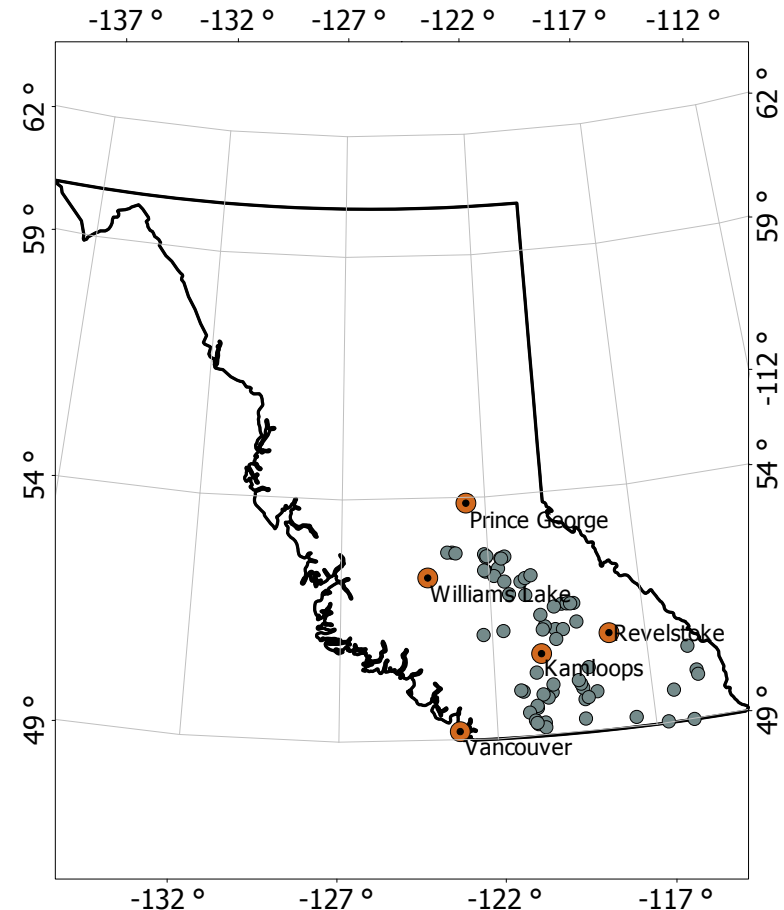 -137 ° -132 ° -127 ° -122 ° -117 ° -112 °
62 ° 62 °
59 ° 59 °
-112 °
54 ° 54 °
Prince George
Williams Lake
Revelstoke
Kamloops
49 ° 49 °
Vancouver
-132 ° -127 ° -122 ° -117 °